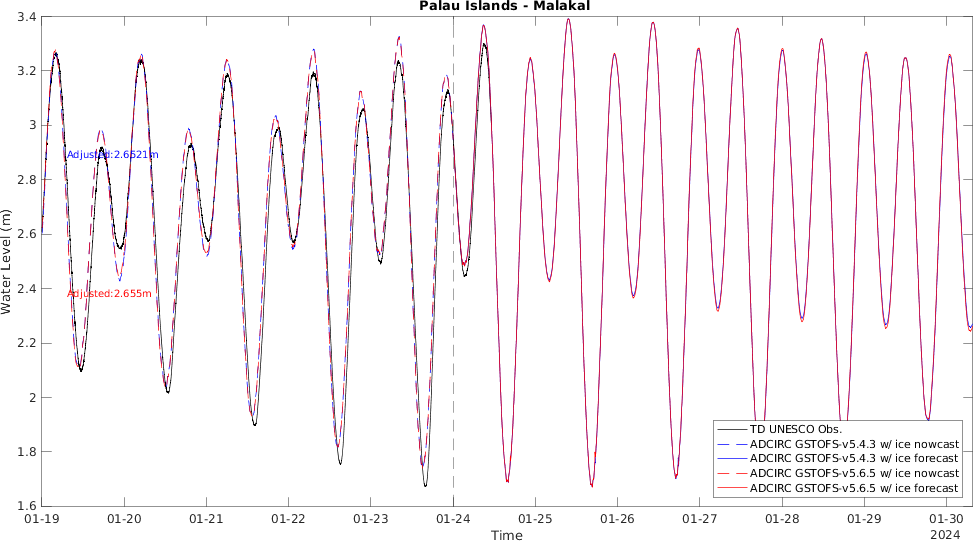 Palau Islands - Malakal
3.4
3.2
3
2.8
2.6
2.4
2.2
2
1.8
1.6
Water Level (m)
Adjusted:2.6521m
Adjusted:2.655m
TD UNESCO Obs.
ADCIRC GSTOFS-v5.4.3 w/ ice nowcast
ADCIRC GSTOFS-v5.4.3 w/ ice forecast
ADCIRC GSTOFS-v5.6.5 w/ ice nowcast
ADCIRC GSTOFS-v5.6.5 w/ ice forecast
01-19 01-20 01-21 01-22 01-23 01-24 01-25 01-26 01-27 01-28 01-29 01-30
Time
2024